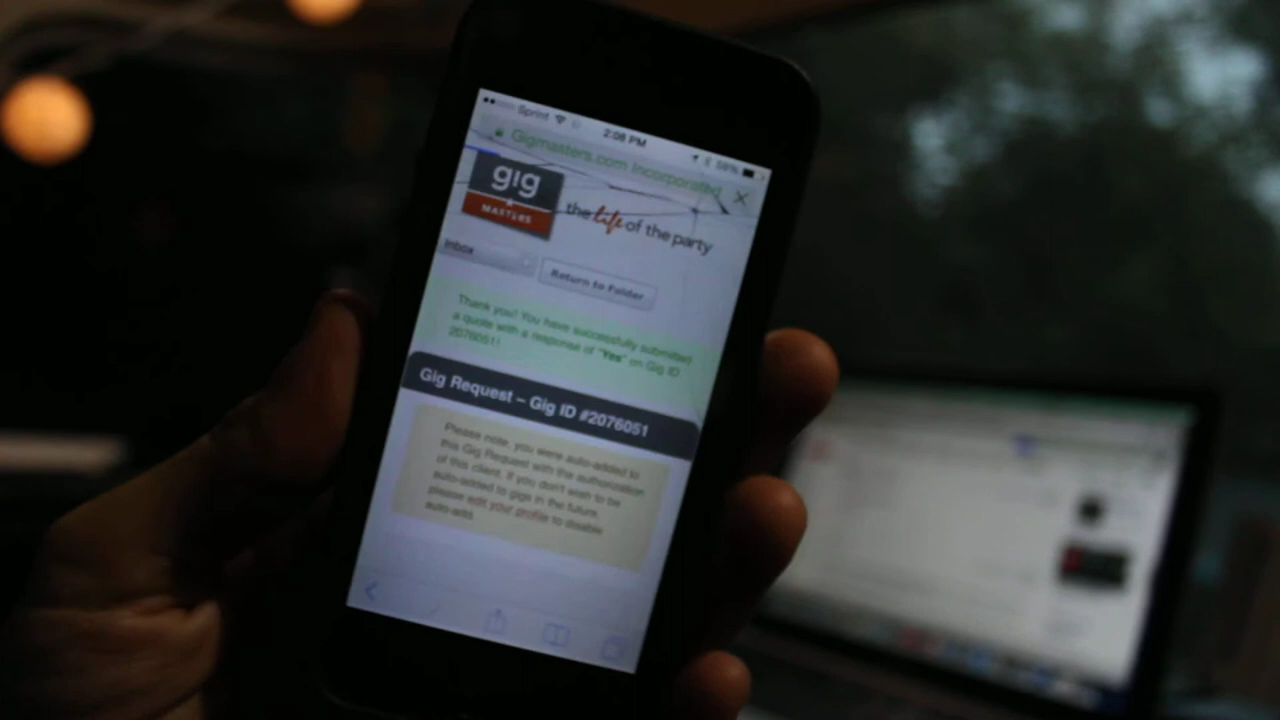 Sprint 2:08 PM 58%
Gigmasters.com Incorporated
gig
MASTERS
the life of the party
Inbox
Return to Folder
Thank you! You have successfully submitted
a quote with a response of "Yes" on Gig ID
2076051!
Gig Request – Gig ID #2076051
Please note, you were auto-added to
this Gig Request with the authorization
of this client. If you don't wish to be
auto-added to gigs in the future,
please edit your profile to disable
auto-add.